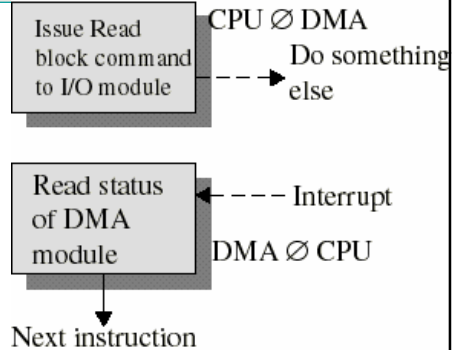 Issue Read
block command
to I/O module
CPU ∅ DMA
Do something
else
Read status
of DMA
module
Interrupt
DMA ∅ CPU
Next instruction